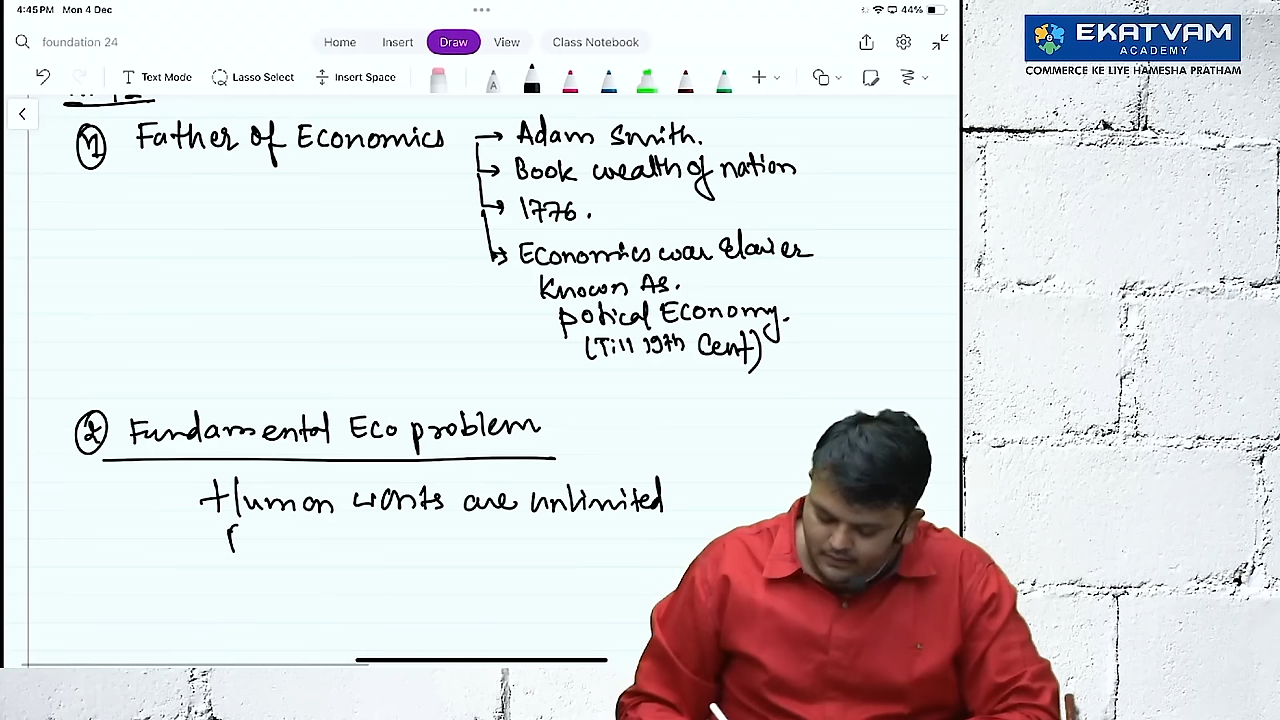 4:45 PM Mon 4 Dec
44%
foundation 24
Home Insert Draw View Class Notebook
Text Mode Lasso Select Insert Space
EKATVAM
ACADEMY
COMMERCE KE LIYE HAMESHA PRATHAM
1 Father of Economics → Adam Smith.
→ Book wealth of nation
→ 1776.
→ Economics was Elaier
Known As.
potical Economy.
(Till 19th Cent)
2 Fundamental Eco problem
Human wants are unlimited